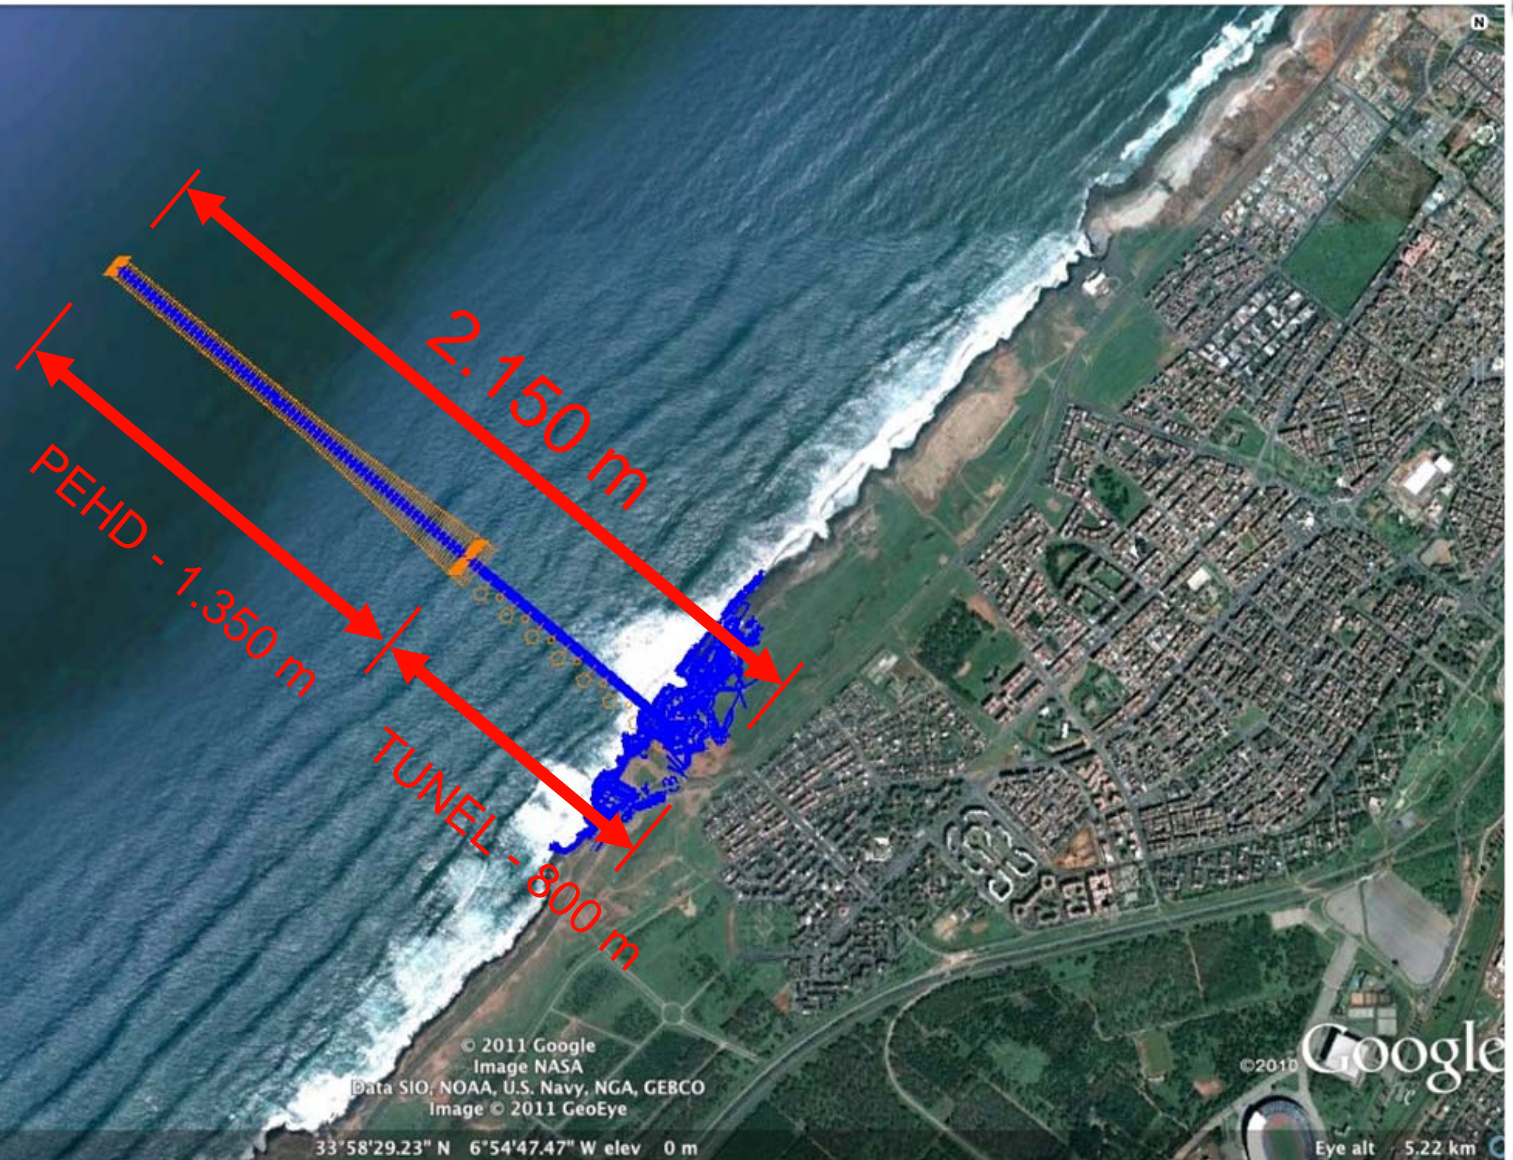 N
2.150 m
PEHD - 1.350 m
TUNEL - 800 m
© 2011 Google
Image NASA
Data SIO, NOAA, U.S. Navy, NGA, GEBCO
Image © 2011 GeoEye
©2010 Google
33°58'29.23" N 6°54'47.47" W elev 0 m
Eye alt 5.22 km